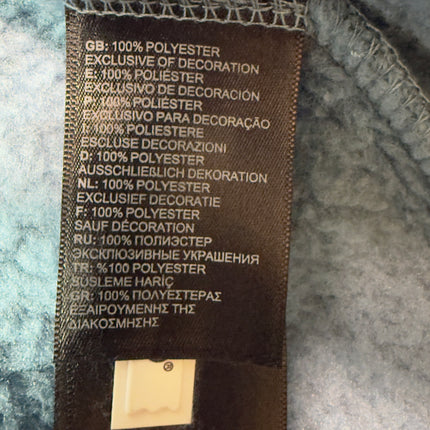 GB: 100% POLYESTER
EXCLUSIVE OF DECORATION
E: 100% POLIÉSTER
EXCLUSIVO DE DECORACIÓN
P: 100% POLIÉSTER
EXCLUSIVO PARA DECORAÇÃO
I: 100% POLIESTERE
ESCLUSE DECORAZIONI
D: 100% POLYESTER
AUSSCHLIEßLICH DEKORATION
NL: 100% POLYESTER
EXCLUSIEF DECORATIE
F: 100% POLYESTER
SAUF DÉCORATION
RU: 100% ПОЛИЭСТЕР
ЭКСКЛЮЗИВНЫЕ УКРАШЕНИЯ
TR: %100 POLYESTER
SÜSLEME HARİÇ
GR: 100% ΠΟΛΥΕΣΤΕΡΑΣ
ΕΞΑΙΡΟΥΜΕΝΗΣ ΤΗΣ
ΔΙΑΚΟΣΜΗΣΗΣ
®